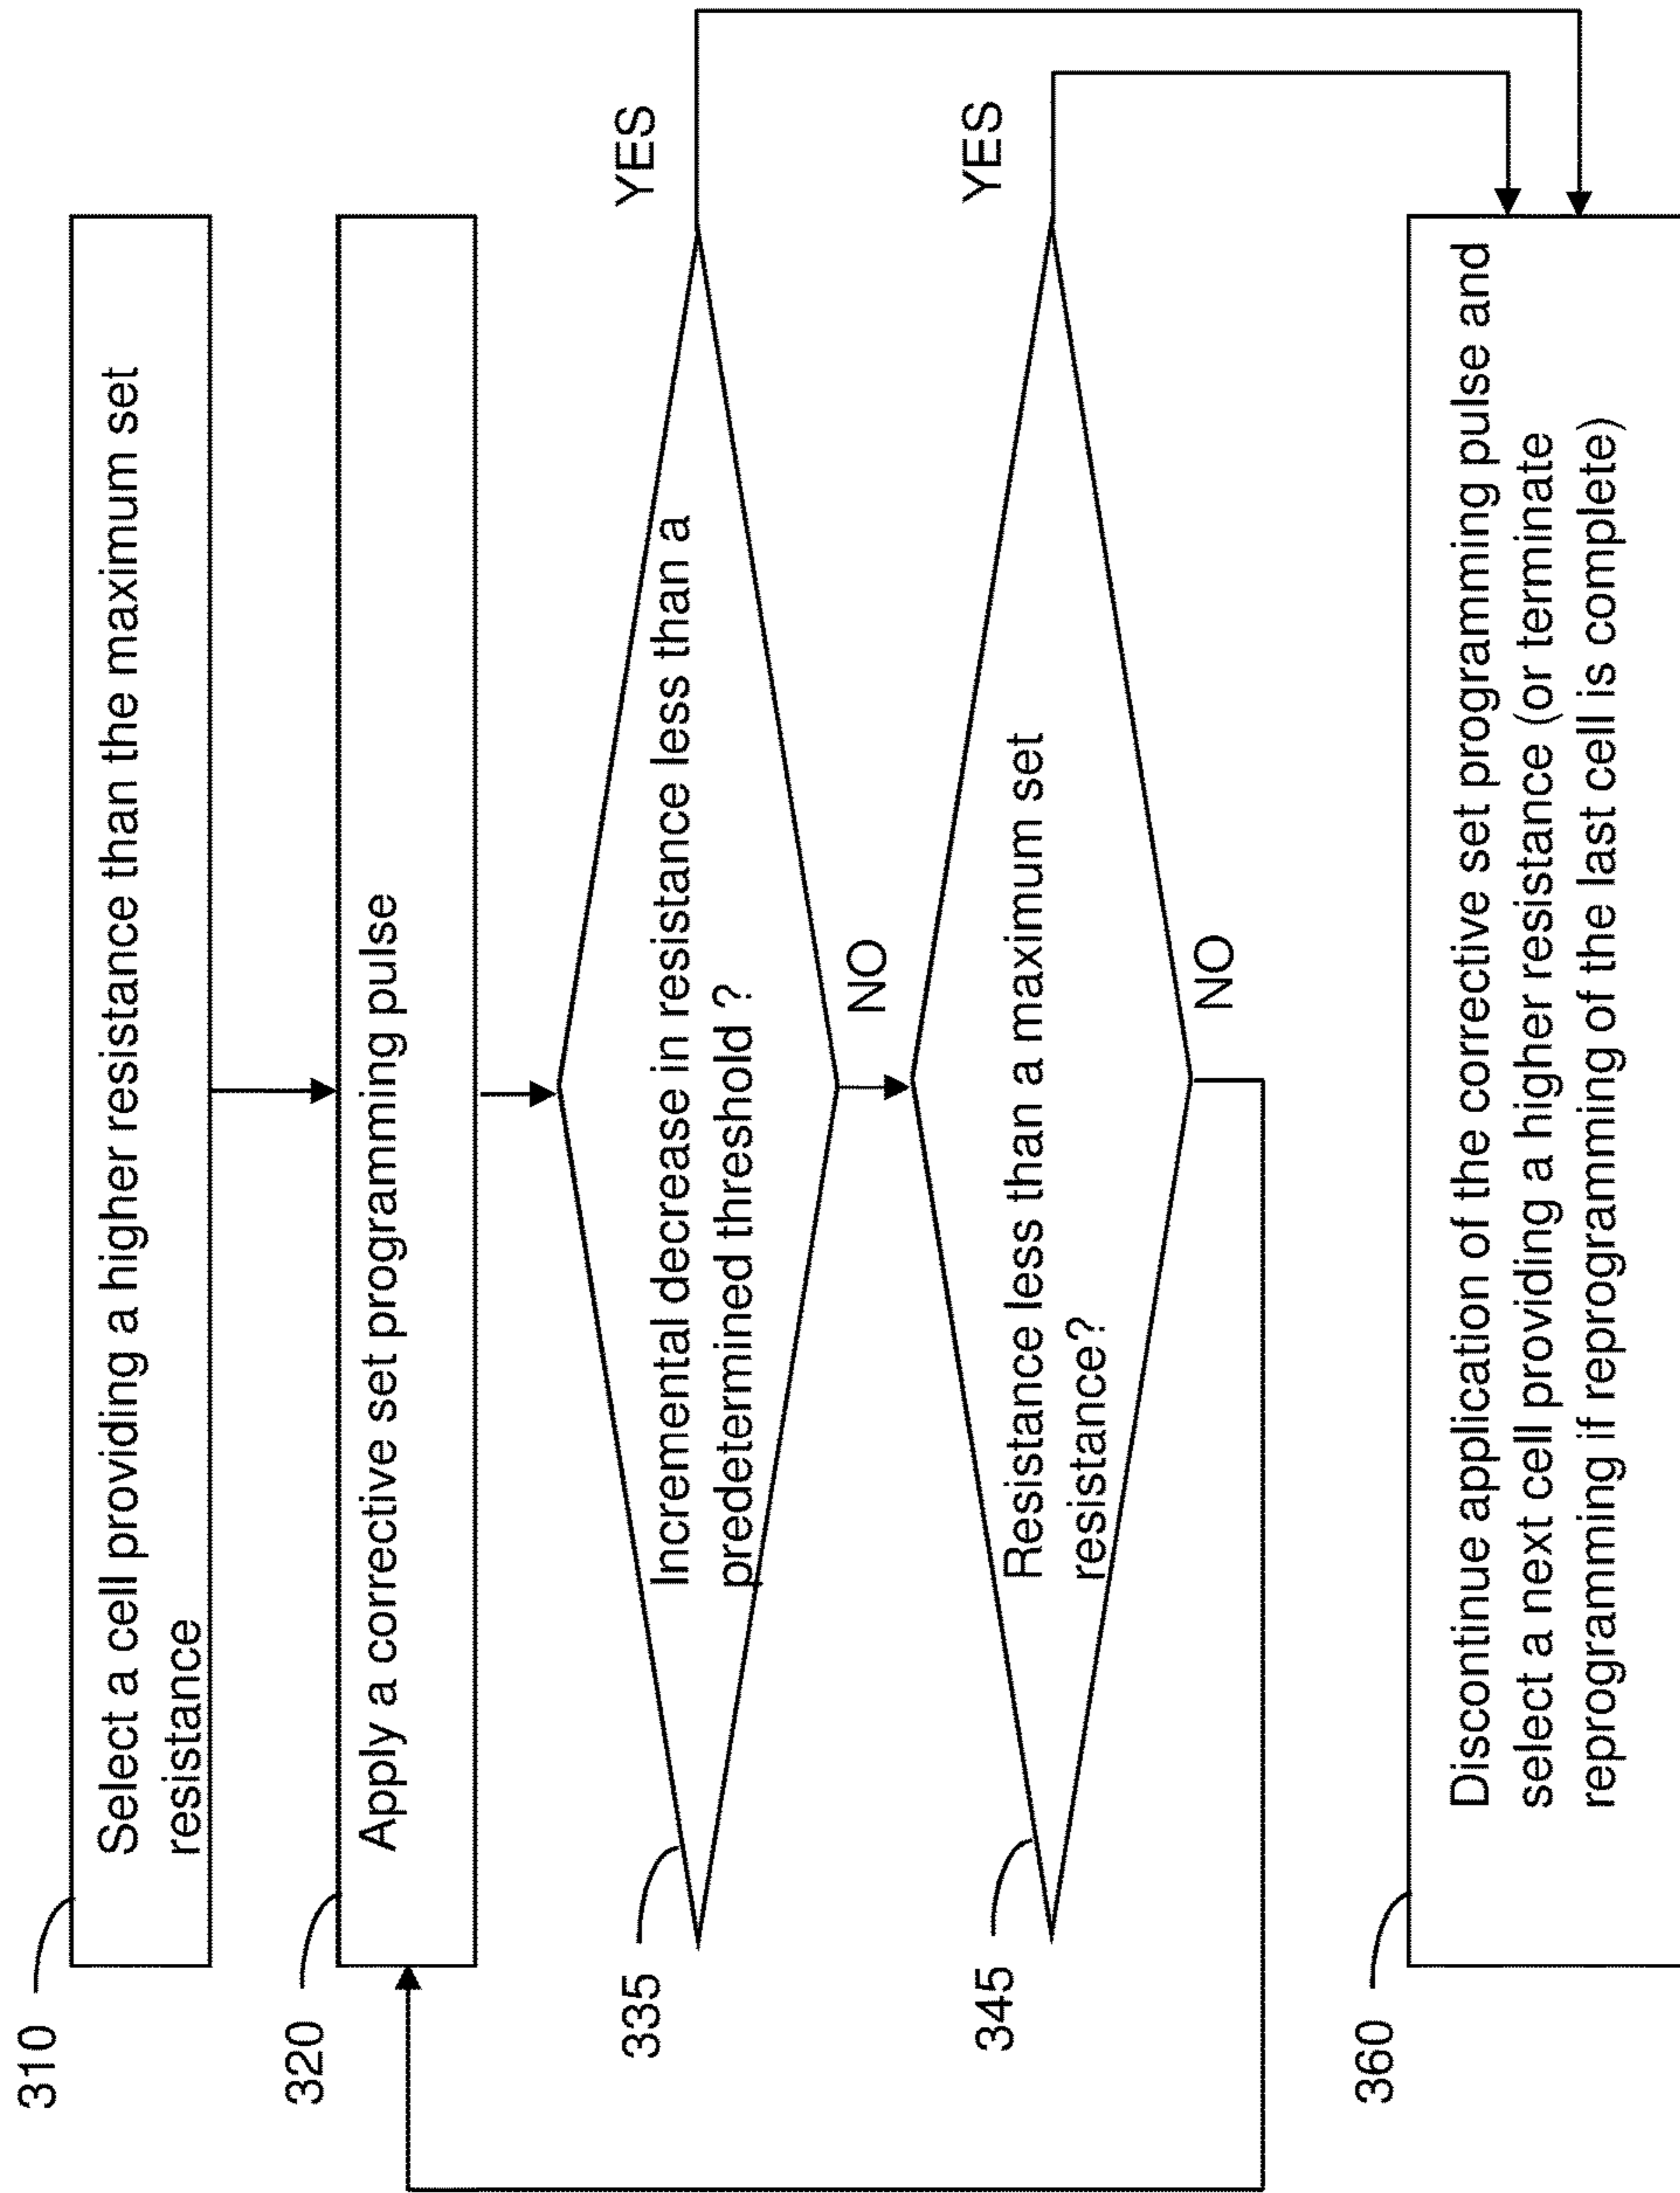 310
Select a cell providing a higher resistance than the maximum set
resistance
320
Apply a corrective set programming pulse
335
Incremental decrease in resistance less than a
predetermined threshold ?
YES
NO
345
Resistance less than a maximum set
resistance?
YES
NO
360
Discontinue application of the corrective set programming pulse and
select a next cell providing a higher resistance (or terminate
reprogramming if reprogramming of the last cell is complete)